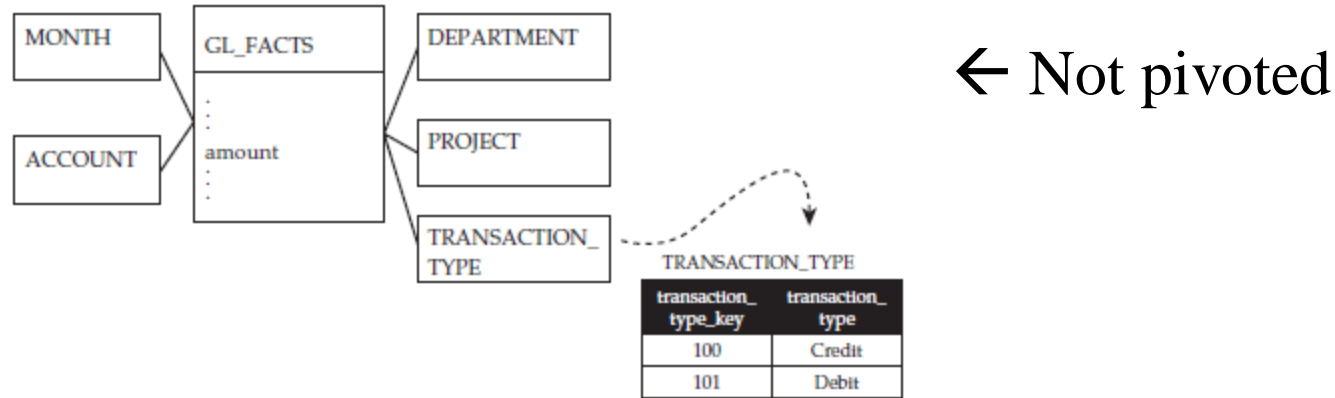 MONTH
ACCOUNT
GL_FACTS
amount
DEPARTMENT
PROJECT
TRANSACTION_
TYPE
← Not pivoted
TRANSACTION_TYPE
transaction_ transaction_
type_key type
100 Credit
101 Debit